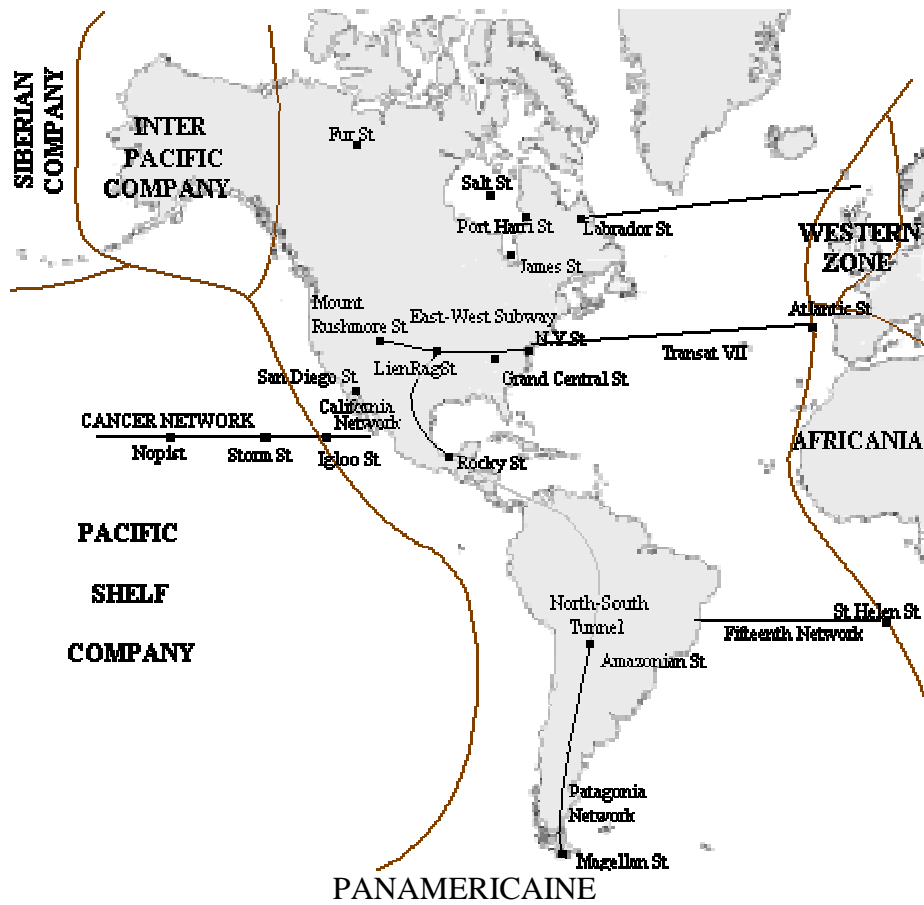 SIBERIAN
COMPANY
INTER
PACIFIC
COMPANY
Fur St
Salt St
Port Harri St
Labrador St
James St
WESTERN
ZONE
Mount
Rushmore St
East-West Subway
N.Y St
Atlantic St
Transat VII
LienRag St
Grand Central St
San Diego St
California
Network
CANCER NETWORK
Nopist
Storm St
Igloo St
Rocky St
AFRICANIA
PACIFIC
SHELF
COMPANY
North-South
Tunnel
Amazonian St
St Helen St
Fifteenth Network
Patagonia
Network
Magellan St
PANAMERICAINE